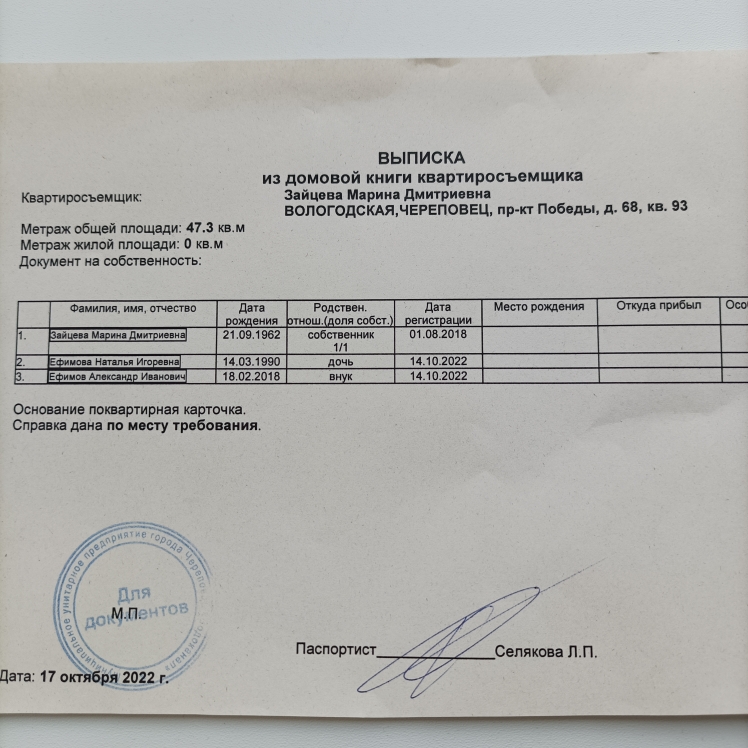 ВЫПИСКА
из домовой книги квартиросъемщика
Квартиросъемщик: Зайцева Марина Дмитриевна
ВОЛОГОДСКАЯ,ЧЕРЕПОВЕЦ, пр-кт Победы, д. 68, кв. 93
Метраж общей площади: 47.3 кв.м
Метраж жилой площади: 0 кв.м
Документ на собственность:
Фамилия, имя, отчество Дата рождения Родствен. отнош.(доля собст.) Дата регистрации Место рождения Откуда прибыл
1. Зайцева Марина Дмитриевна 21.09.1962 собственник 1/1 01.08.2018
2. Ефимова Наталья Игоревна 14.03.1990 дочь 14.10.2022
3. Ефимов Александр Иванович 18.02.2018 внук 14.10.2022
Основание поквартирная карточка.
Справка дана по месту требования.
унитарное предприятие города
Для
документов
М.П.
Паспортист Селякова Л.П.
Дата: 17 октября 2022 г.